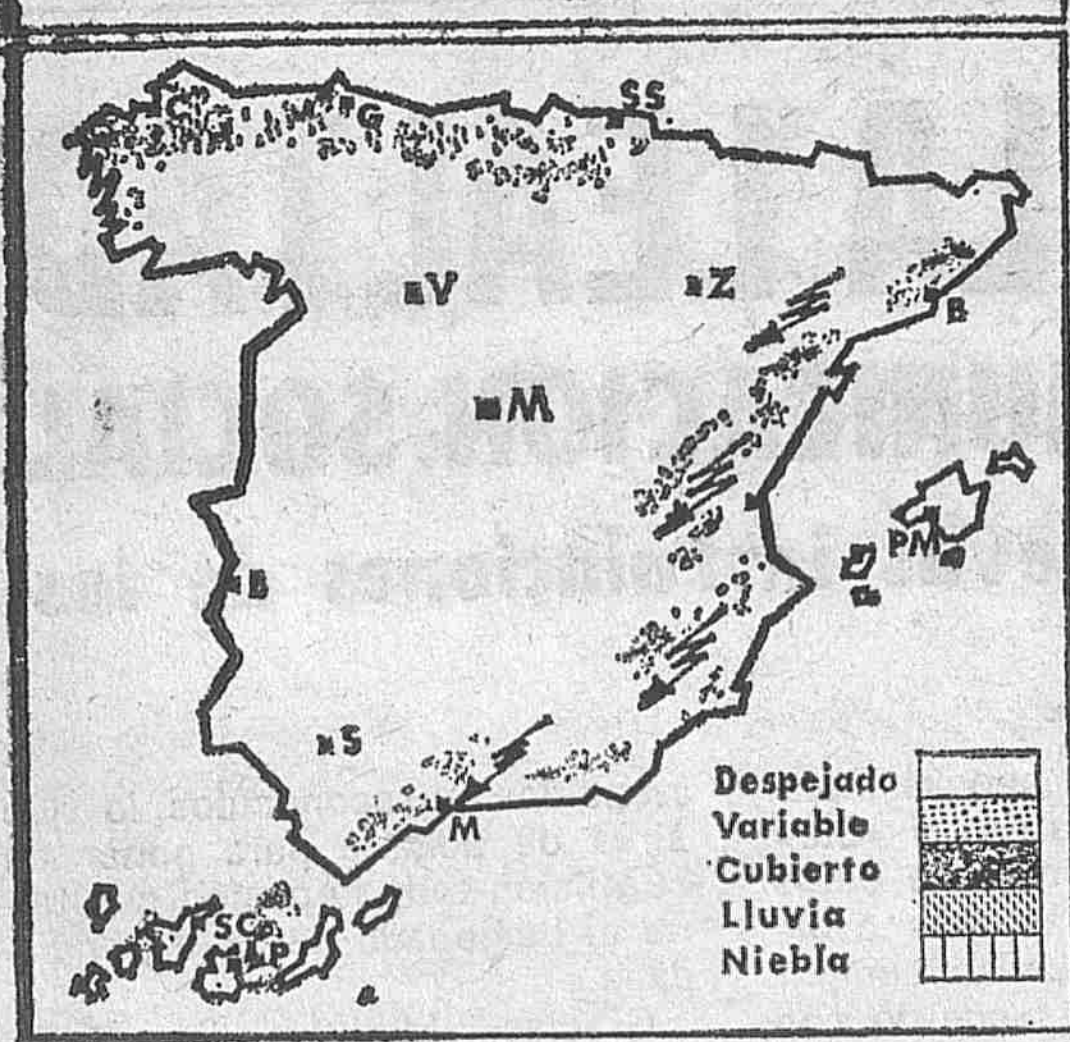 SS
C
G
V
Z
B
M
PM
B
S
M
SC
LP
Despejado
Variable
Cubierto
Lluvia
Niebla